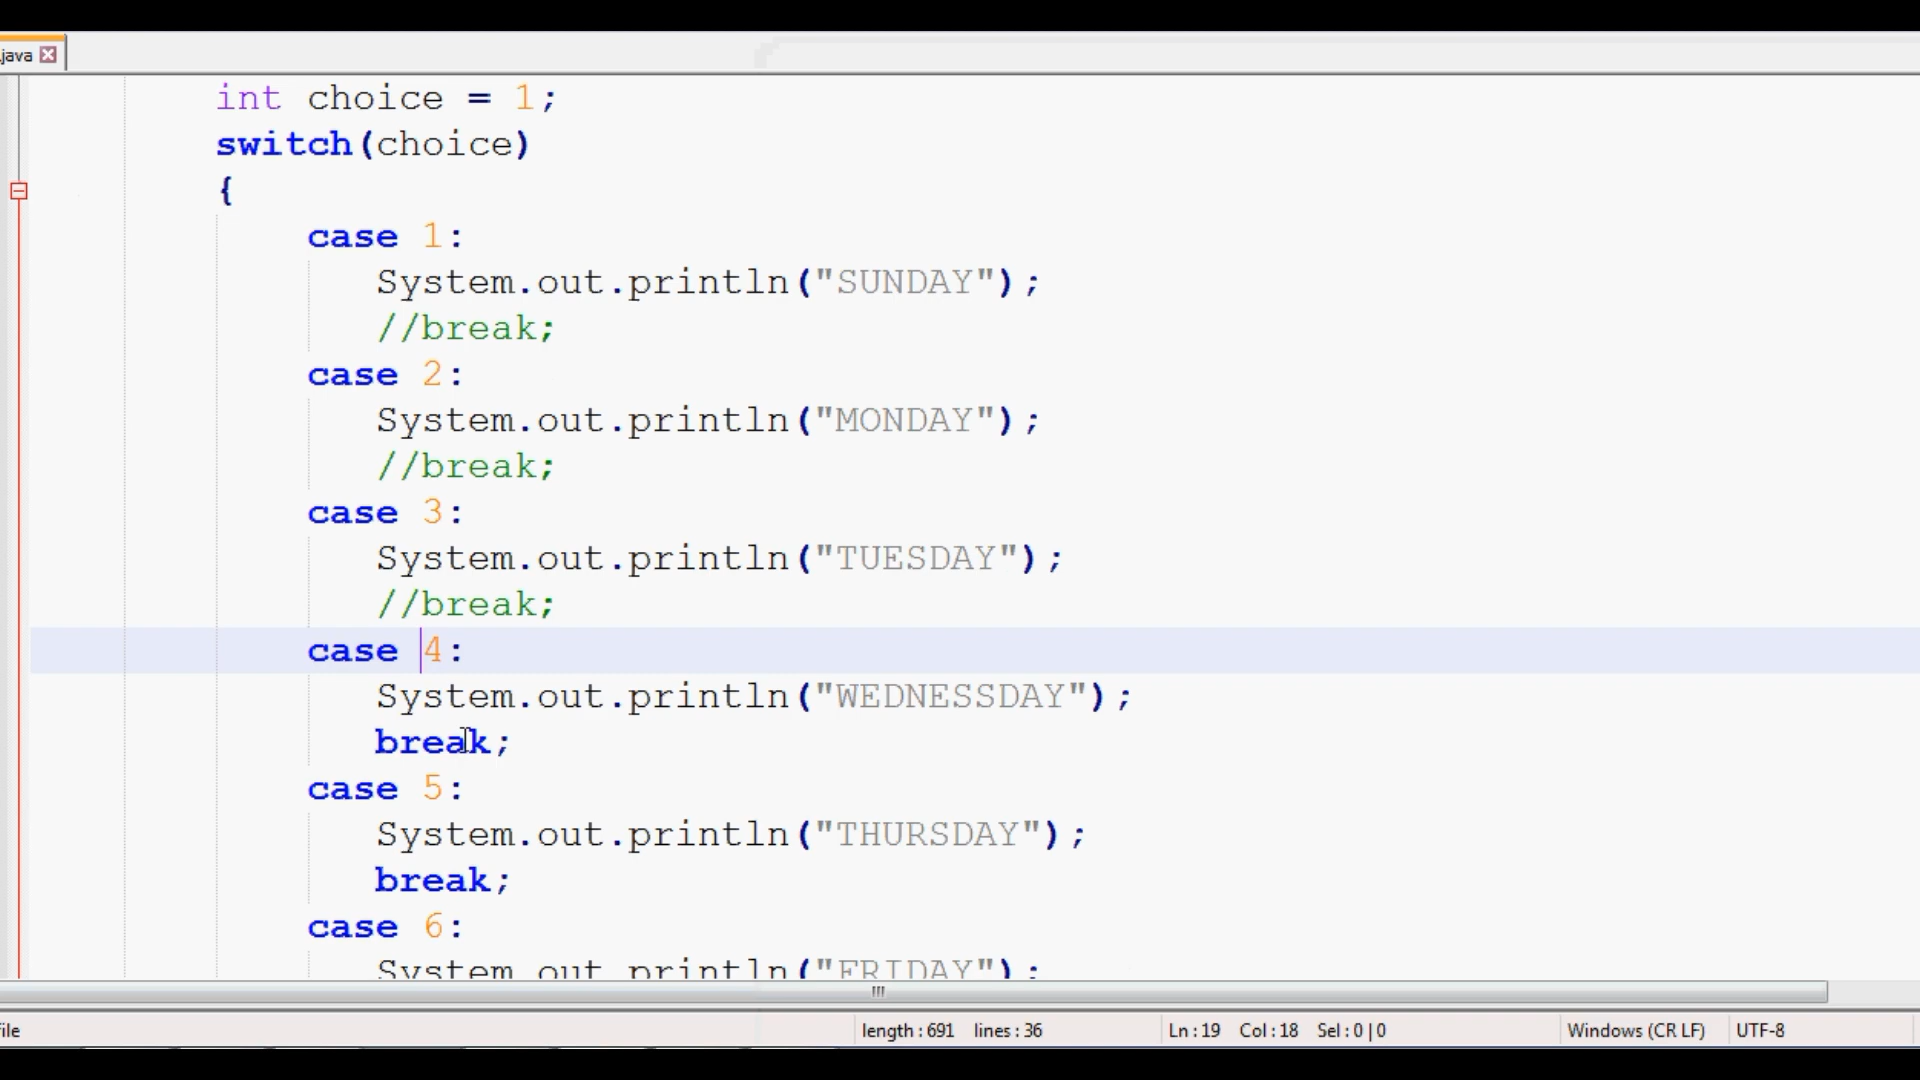 .java
int choice = 1;
switch(choice)
{
case 1:
System.out.println("SUNDAY");
//break;
case 2:
System.out.println("MONDAY");
//break;
case 3:
System.out.println("TUESDAY");
//break;
case 4:
System.out.println("WEDNESSDAY");
break;
case 5:
System.out.println("THURSDAY");
break;
case 6:
System.out.println("FRIDAY");
file length : 691 lines : 36 Ln : 19 Col : 18 Sel : 0 | 0 Windows (CR LF) UTF-8